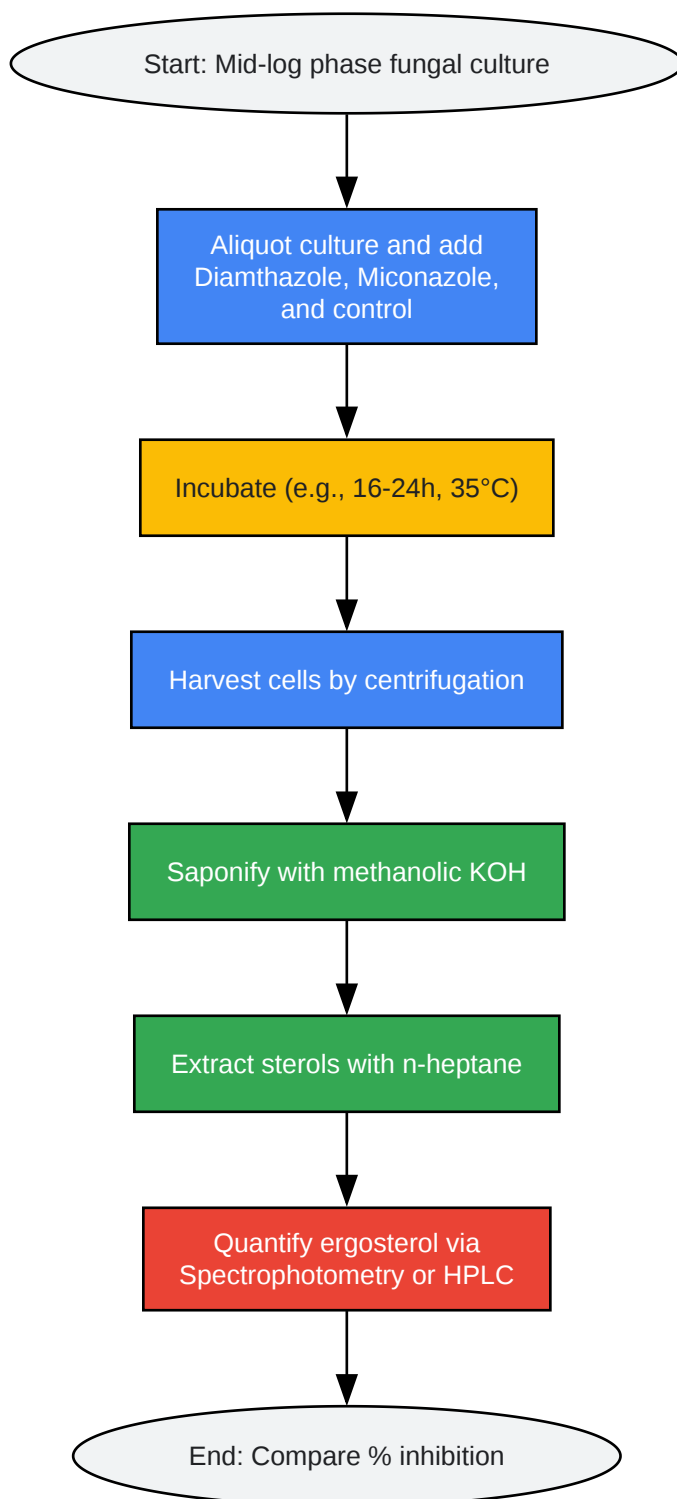 Start: Mid-log phase fungal culture
Aliquot culture and add
Diamthazole, Miconazole,
and control
Incubate (e.g., 16-24h, 35°C)
Harvest cells by centrifugation
Saponify with methanolic KOH
Extract sterols with n-heptane
Quantify ergosterol via
Spectrophotometry or HPLC
End: Compare % inhibition